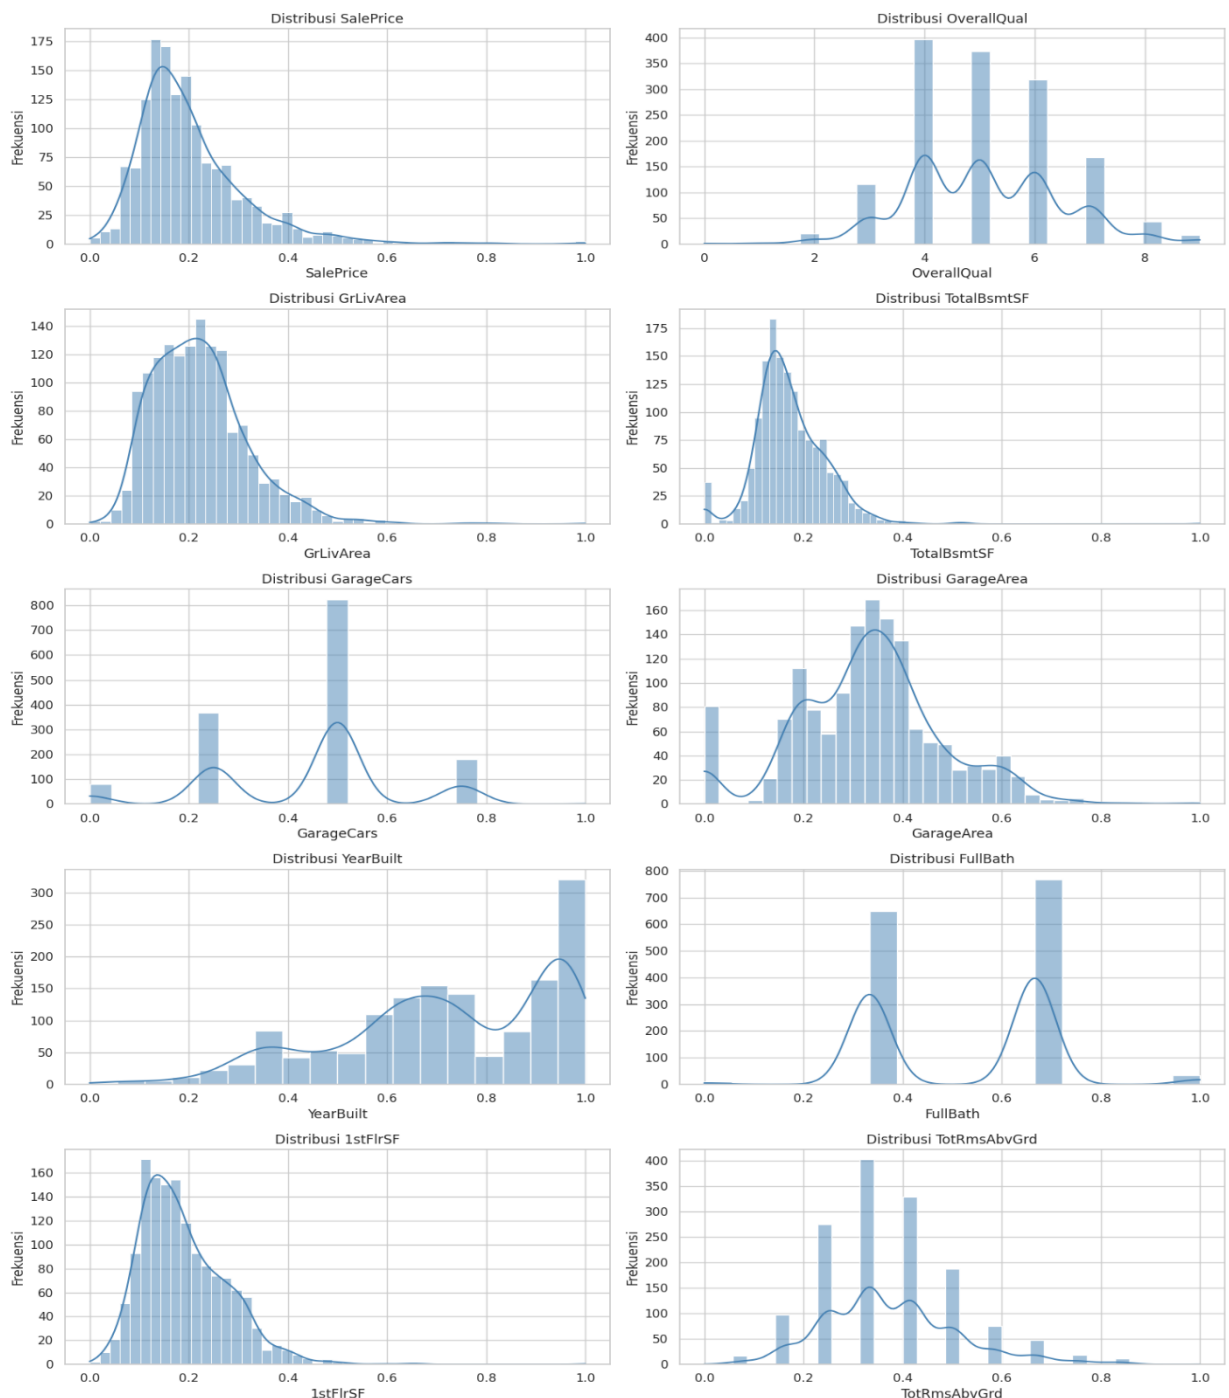 Distribusi SalePrice
Frekuensi
175
150
125
100
75
50
25
0
0.0 0.2 0.4 0.6 0.8 1.0
SalePrice
Distribusi OverallQual
Frekuensi
400
350
300
250
200
150
100
50
0
0 2 4 6 8
OverallQual
Distribusi GrLivArea
Frekuensi
140
120
100
80
60
40
20
0
0.0 0.2 0.4 0.6 0.8 1.0
GrLivArea
Distribusi TotalBsmtSF
Frekuensi
175
150
125
100
75
50
25
0
0.0 0.2 0.4 0.6 0.8 1.0
TotalBsmtSF
Distribusi GarageCars
Frekuensi
800
700
600
500
400
300
200
100
0
0.0 0.2 0.4 0.6 0.8 1.0
GarageCars
Distribusi GarageArea
Frekuensi
160
140
120
100
80
60
40
20
0
0.0 0.2 0.4 0.6 0.8 1.0
GarageArea
Distribusi YearBuilt
Frekuensi
300
250
200
150
100
50
0
0.0 0.2 0.4 0.6 0.8 1.0
YearBuilt
Distribusi FullBath
Frekuensi
800
700
600
500
400
300
200
100
0
0.0 0.2 0.4 0.6 0.8 1.0
FullBath
Distribusi 1stFlrSF
Frekuensi
160
140
120
100
80
60
40
20
0
0.0 0.2 0.4 0.6 0.8 1.0
1stFlrSF
Distribusi TotRmsAbvGrd
Frekuensi
400
350
300
250
200
150
100
50
0
0.0 0.2 0.4 0.6 0.8 1.0
TotRmsAbvGrd